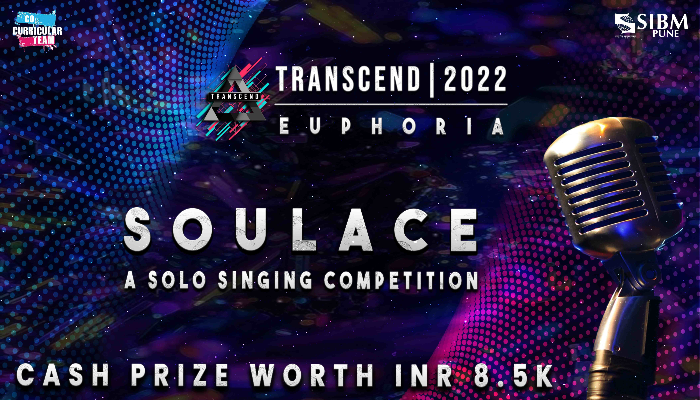 CO
CURRICULAR
TEAM
SIBM
PUNE
TRANSCEND
TRANSCEND | 2022
EUPHORIA
SOULACE
A SOLO SINGING COMPETITION
CASH PRIZE WORTH INR 8.5K